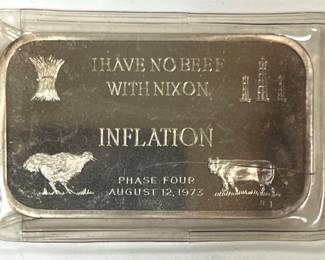 I HAVE NO BEEF
WITH NIXON
INFLATION
PHASE FOUR
AUGUST 12, 1973